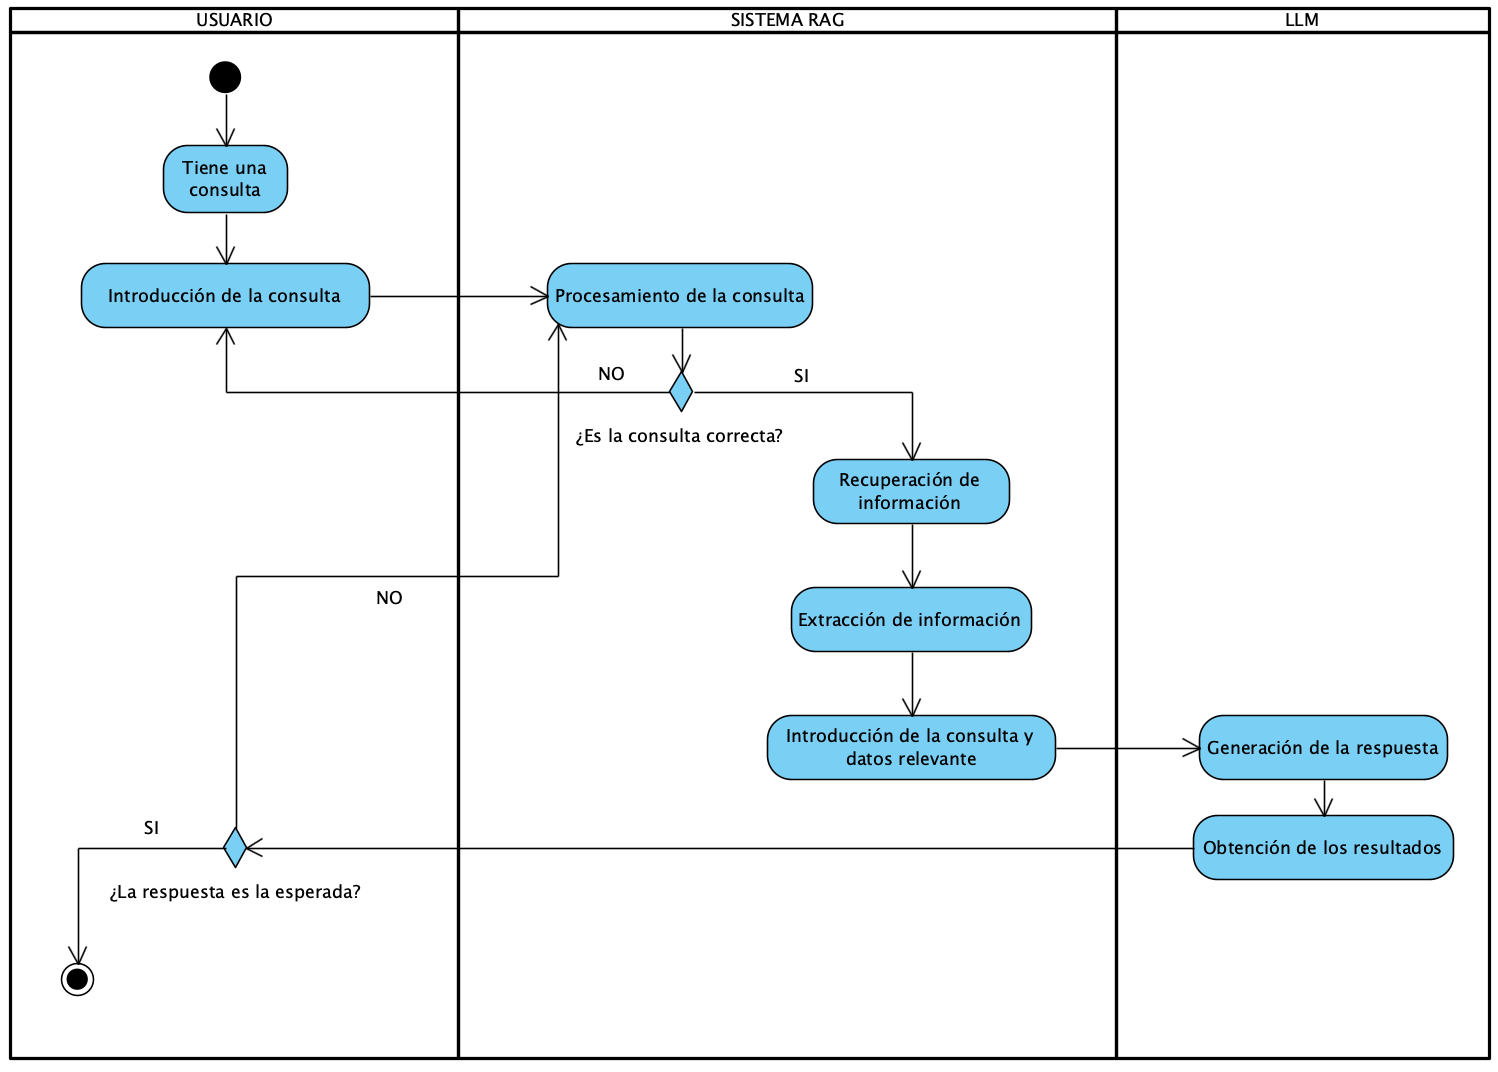 USUARIO
SISTEMA RAG
LLM
Tiene una
consulta
Introducción de la consulta
Procesamiento de la consulta
NO
SI
¿Es la consulta correcta?
Recuperación de
información
NO
Extracción de información
Introducción de la consulta y
datos relevante
Generación de la respuesta
SI
Obtención de los resultados
¿La respuesta es la esperada?